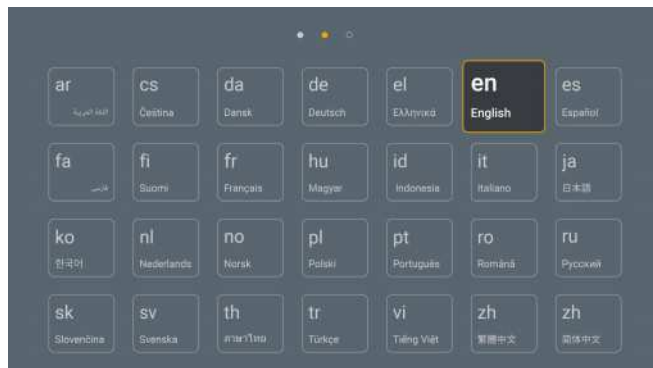 ar
اللغة العربية
cs
Čeština
da
Dansk
de
Deutsch
el
Ελληνικά
en
English
es
Español
fa
فارسی
fi
Suomi
fr
Français
hu
Magyar
id
Indonesia
it
Italiano
ja
日本語
ko
한국어
nl
Nederlands
no
Norsk
pl
Polski
pt
Português
ro
Română
ru
Русский
sk
Slovenčina
sv
Svenska
th
ภาษาไทย
tr
Türkçe
vi
Tiếng Việt
zh
繁體中文
zh
简体中文